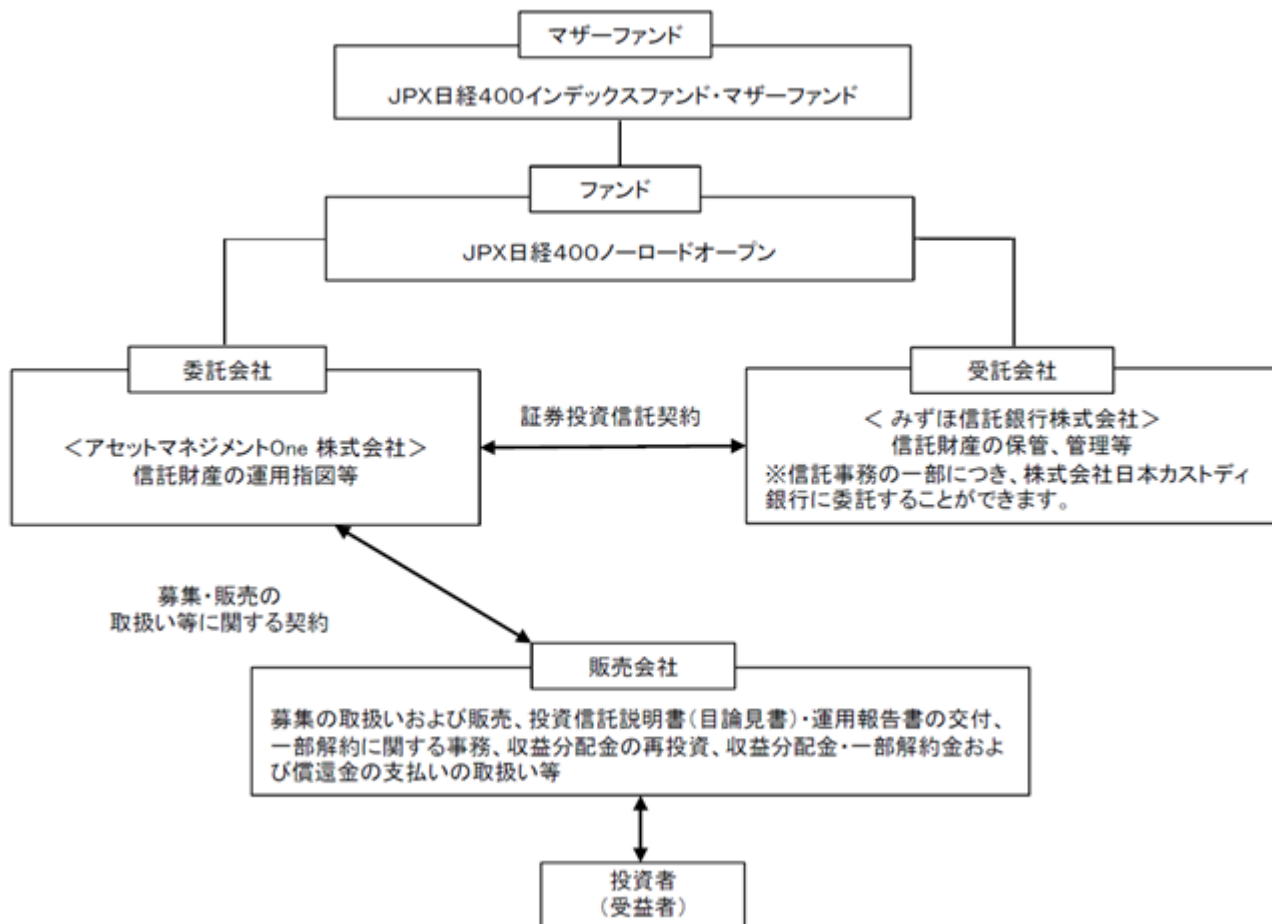 マザーファンド
JPX日経400インデックスファンド・マザーファンド
ファンド
JPX日経400ノーロードオープン
委託会社
<アセットマネジメントOne 株式会社>
信託財産の運用指図等
証券投資信託契約
受託会社
< みずほ信託銀行株式会社>
信託財産の保管、管理等
※信託事務の一部につき、株式会社日本カストディ
銀行に委託することができます。
募集・販売の
取扱い等に関する契約
販売会社
募集の取扱いおよび販売、投資信託説明書(目論見書)・運用報告書の交付、
一部解約に関する事務、収益分配金の再投資、収益分配金・一部解約金およ
び償還金の支払いの取扱い等
投資者
(受益者)